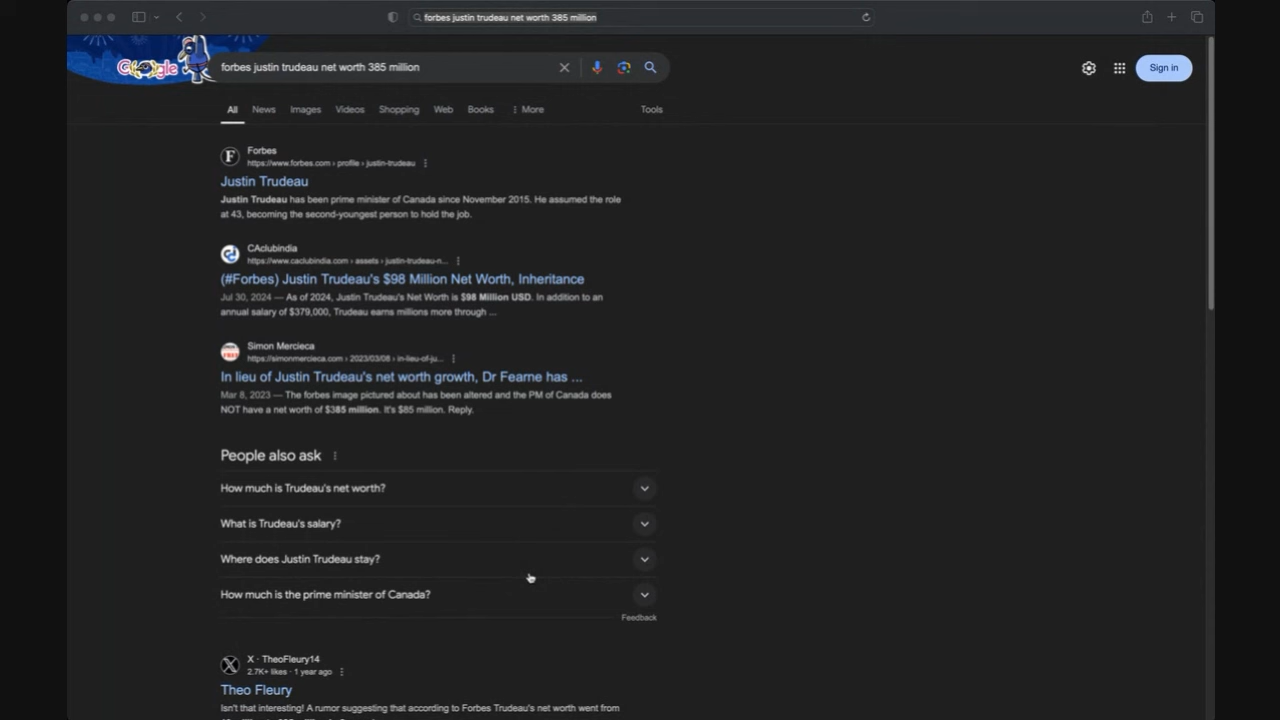 forbes justin trudeau net worth 385 million
Google
forbes justin trudeau net worth 385 million
Sign in
All News Images Videos Shopping Web Books More Tools
Forbes
https://www.forbes.com › profile › justin-trudeau
Justin Trudeau
Justin Trudeau has been prime minister of Canada since November 2015. He assumed the role
at 43, becoming the second-youngest person to hold the job.
CAclubindia
https://www.caclubindia.com › assets › justin-trudeau-n...
(#Forbes) Justin Trudeau's $98 Million Net Worth, Inheritance
Jul 30, 2024 — As of 2024, Justin Trudeau's Net Worth is $98 Million USD. In addition to an
annual salary of $379,000, Trudeau earns millions more through ...
Simon Mercieca
https://simonmercieca.com › 2023/03/08 › in-lieu-of-ju...
In lieu of Justin Trudeau's net worth growth, Dr Fearne has ...
Mar 8, 2023 — The forbes image pictured about has been altered and the PM of Canada does
NOT have a net worth of $385 million. It's $85 million. Reply.
People also ask
How much is Trudeau's net worth?
What is Trudeau's salary?
Where does Justin Trudeau stay?
How much is the prime minister of Canada?
Feedback
X · TheoFleury14
2.7K+ likes · 1 year ago
Theo Fleury
Isn't that interesting! A rumor suggesting that according to Forbes Trudeau's net worth went from